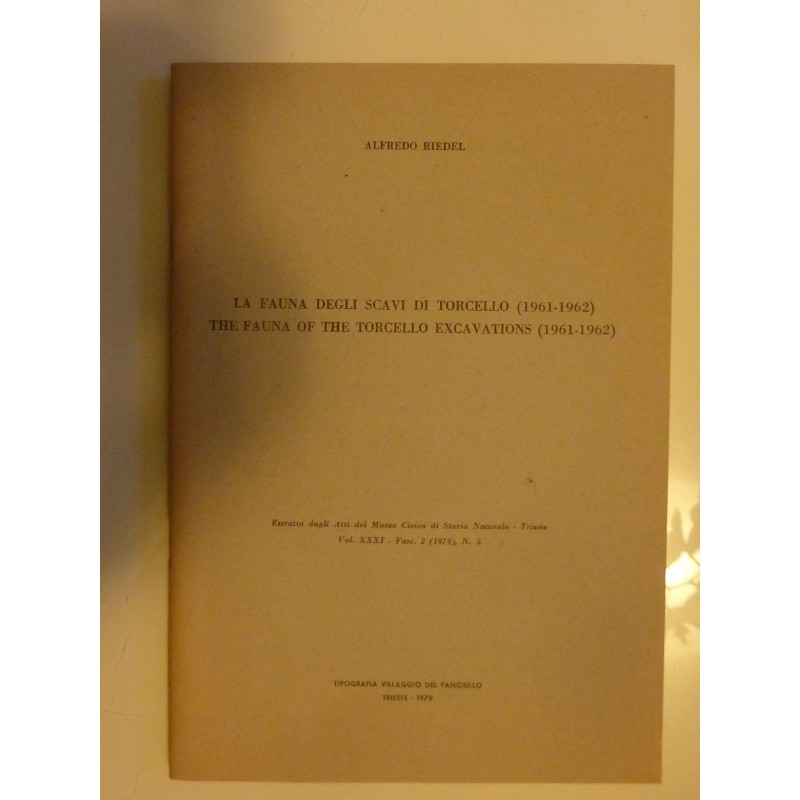 ALFREDO RIEDEL
LA FAUNA DEGLI SCAVI DI TORCELLO (1961-1962)
THE FAUNA OF THE TORCELLO EXCAVATIONS (1961-1962)
Estratto dagli Atti del Museo Civico di Storia Naturale - Trieste
Vol. XXXI - Fasc. 2 (1979), N. 5
TIPOGRAFIA VILLAGGIO DEL FANCIULLO
TRIESTE - 1979